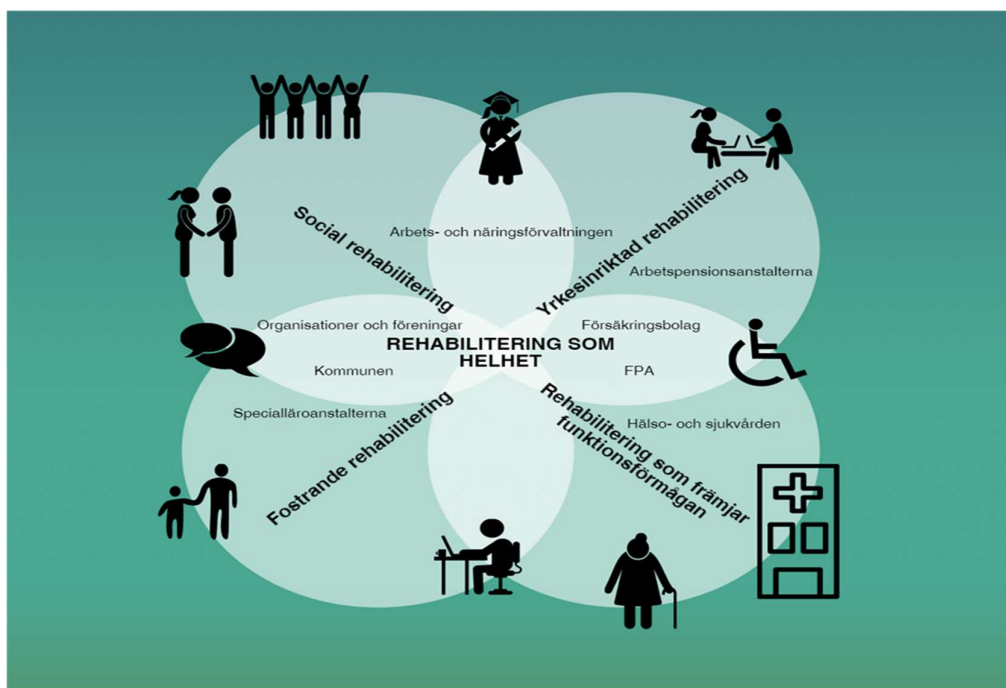 Social rehabilitering
Arbets- och näringsförvaltningen
Yrkesinriktad rehabilitering
Arbetspensionsanstalterna
Organisationer och föreningar
Försäkringsbolag
REHABILITERING SOM
HELHET
Kommunen
FPA
Specialläroanstalterna
Fostrande rehabilitering
Rehabilitering som främjar
funktionsförmågan
Hälso- och sjukvården